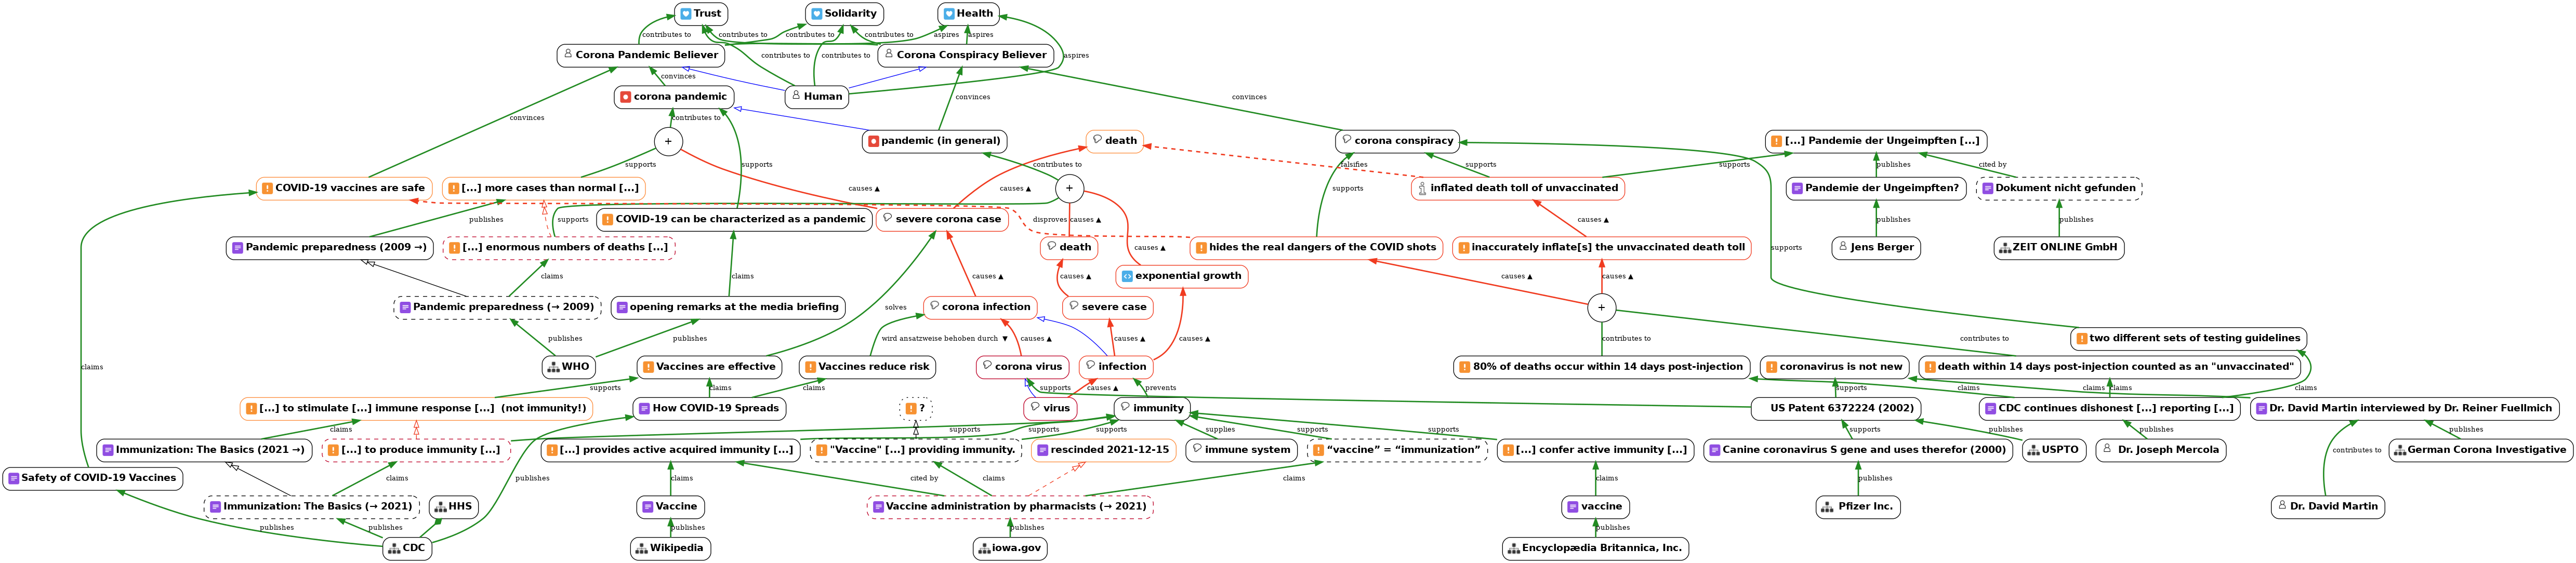 Trust
Solidarity
Health
contributes to
contributes to
contributes to
contributes to
aspires
aspires
Corona Pandemic Believer
Corona Conspiracy Believer
contributes to
contributes to
aspires
convinces
corona pandemic
Human
convinces
convinces
convinces
contributes to
+
pandemic (in general)
death
corona conspiracy
[...] Pandemie der Ungeimpften [...]
supports
supports
contributes to
falsifies
supports
supports
publishes
cited by
COVID-19 vaccines are safe
[...] more cases than normal [...]
causes ▲
causes ▲
+
supports
inflated death toll of unvaccinated
Pandemie der Ungeimpften?
Dokument nicht gefunden
publishes
supports
COVID-19 can be characterized as a pandemic
severe corona case
disproves
causes ▲
causes ▲
publishes
publishes
Pandemic preparedness (2009 →)
[...] enormous numbers of deaths [...]
death
causes ▲
hides the real dangers of the COVID shots
inaccurately inflate[s] the unvaccinated death toll
supports
Jens Berger
ZEIT ONLINE GmbH
claims
claims
causes ▲
causes ▲
exponential growth
causes ▲
causes ▲
Pandemic preparedness (→ 2009)
opening remarks at the media briefing
solves
corona infection
severe case
+
publishes
publishes
wird ansatzweise behoben durch ▼
causes ▲
causes ▲
causes ▲
contributes to
contributes to
two different sets of testing guidelines
claims
WHO
Vaccines are effective
Vaccines reduce risk
corona virus
infection
80% of deaths occur within 14 days post-injection
coronavirus is not new
death within 14 days post-injection counted as an "unvaccinated"
supports
claims
claims
supports
causes ▲
prevents
supports
claims
claims
claims
[...] to stimulate [...] immune response [...] (not immunity!)
How COVID-19 Spreads
?
virus
immunity
US Patent 6372224 (2002)
CDC continues dishonest [...] reporting [...]
Dr. David Martin interviewed by Dr. Reiner Fuellmich
claims
supports
supports
supports
supplies
supports
supports
supports
publishes
publishes
publishes
Immunization: The Basics (2021 →)
[...] to produce immunity [...]
[...] provides active acquired immunity [...]
"Vaccine" [...] providing immunity.
rescinded 2021-12-15
immune system
“vaccine” = “immunization”
[...] confer active immunity [...]
Canine coronavirus S gene and uses therefor (2000)
USPTO
Dr. Joseph Mercola
contributes to
German Corona Investigative
Safety of COVID-19 Vaccines
claims
publishes
claims
cited by
claims
claims
claims
publishes
Immunization: The Basics (→ 2021)
HHS
Vaccine
Vaccine administration by pharmacists (→ 2021)
vaccine
Pfizer Inc.
Dr. David Martin
publishes
publishes
publishes
publishes
publishes
CDC
Wikipedia
iowa.gov
Encyclopædia Britannica, Inc.